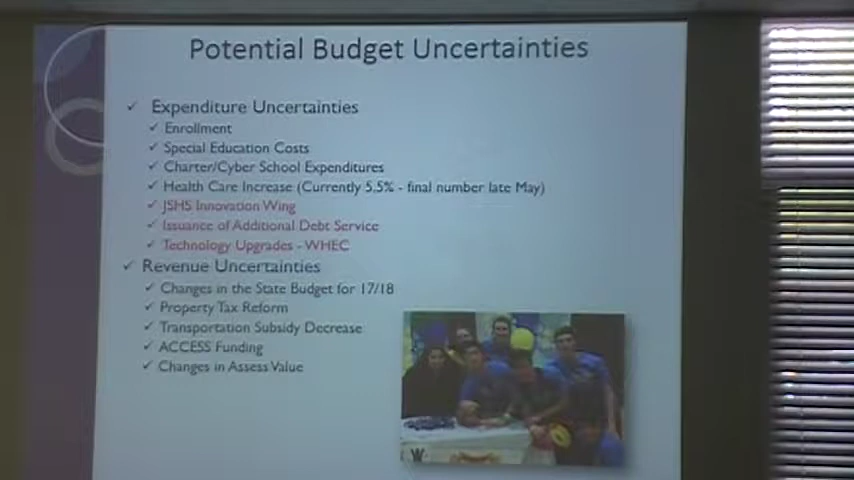 Potential Budget Uncertainties
Expenditure Uncertainties
Enrollment
Special Education Costs
Charter/Cyber School Expenditures
Health Care Increase (Currently 5.5% - final number late May)
JSHS Innovation Wing
Issuance of Additional Debt Service
Technology Upgrades - WHEC
Revenue Uncertainties
Changes in the State Budget for 17/18
Property Tax Reform
Transportation Subsidy Decrease
ACCESS Funding
Changes in Assess Value
W